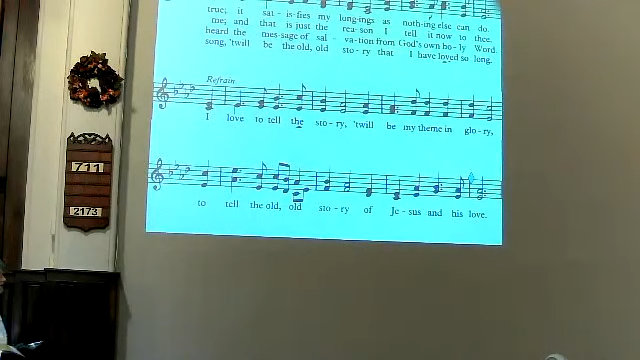 true; it sat - is-fies my long-ings as noth-ing else can do.
me; and that is just the rea-son I tell it now to thee.
heard the mes-sage of sal - va-tion from God's own ho-ly Word.
song, 'twill be the old, old sto-ry that I have loved so long.
Refrain
I love to tell the sto-ry, 'twill be my theme in glo-ry,
to tell the old, old sto-ry of Je-sus and his love.
711
2173